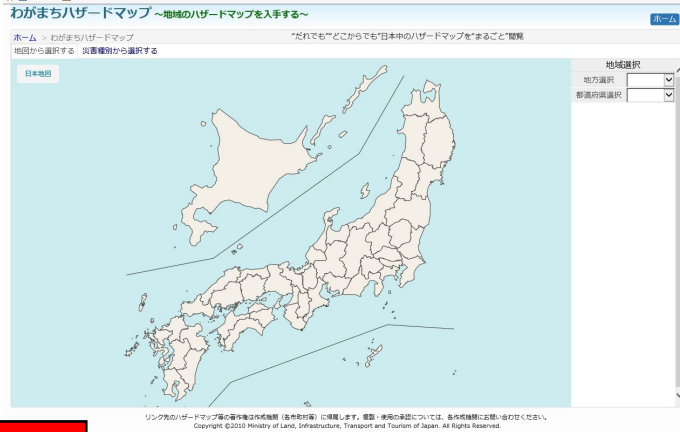 わがまちハザードマップ ～地域のハザードマップを入手する～
ホーム
ホーム > わがまちハザードマップ
"だれでも""どこからでも"日本中のハザードマップを"まるごと"閲覧
地図から選択する 災害種別から選択する
日本地図
地域選択
地方選択
都道府県選択
リンク先のハザードマップ等の著作権は作成機関（各市町村等）に帰属します。複製・使用の承認については、各作成機関にお問い合わせください。
Copyright ©2010 Ministry of Land, Infrastructure, Transport and Tourism of Japan. All Rights Reserved.